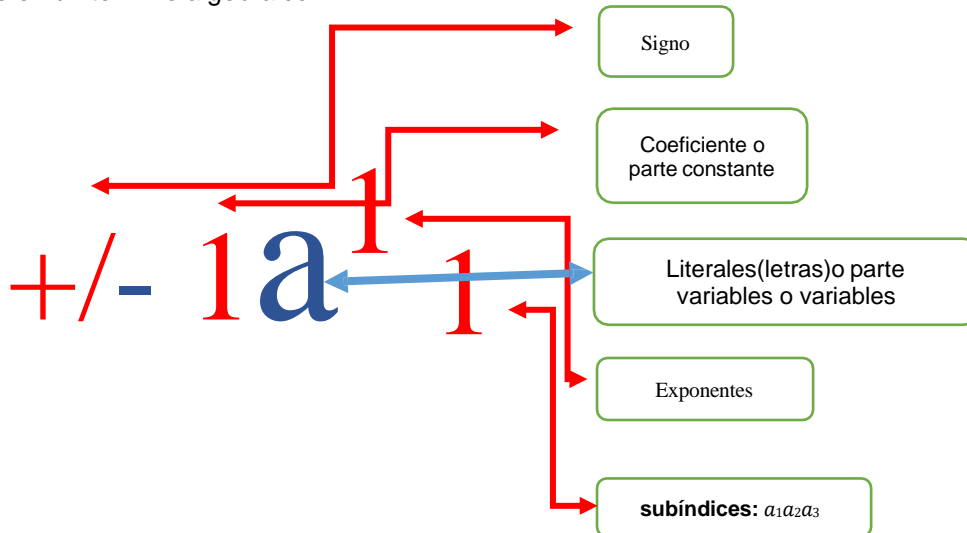 Signo
Coeficiente o
parte constante
+/- 1a
1
1
Literales(letras)o parte
variables o variables
Exponentes
subíndices: a₁a₂a₃